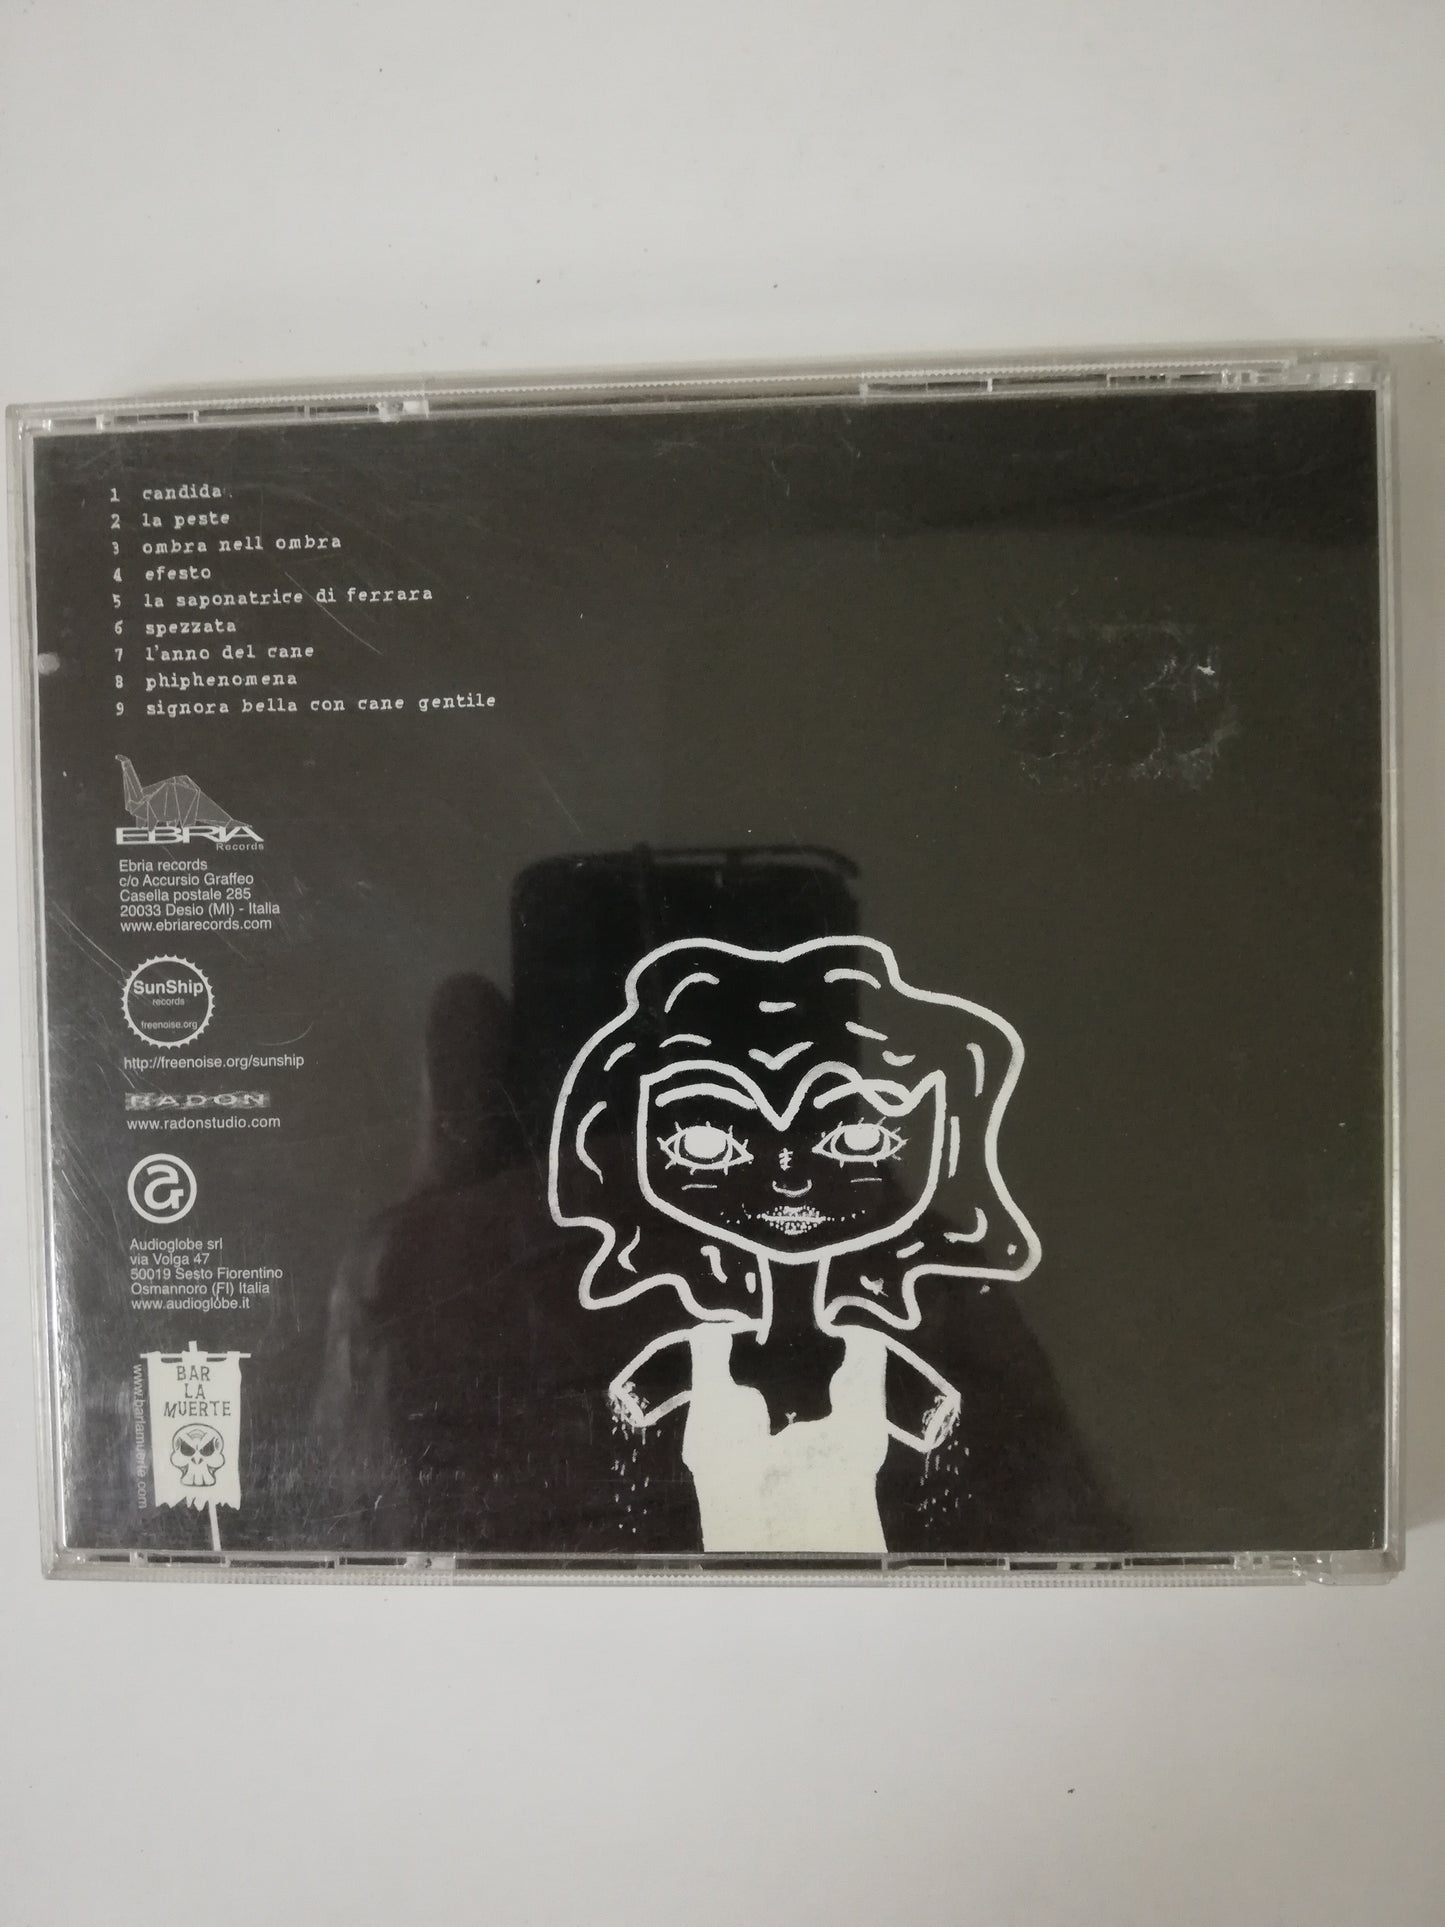 1 candida
2 la peste
3 ombra nell ombra
4 efesto
5 la saponatrice di ferrara
6 spezzata
7 l'anno del cane
8 phiphenomena
9 signora bella con cane gentile
EBRIA
Records
Ebria records
c/o Accursio Graffeo
Casella postale 285
20033 Desio (MI) - Italia
www.ebriarecords.com
SunShip
records
freenoise.org
http://freenoise.org/sunship
RADON
www.radonstudio.com
Audioglobe srl
via Volga 47
50019 Sesto Fiorentino
Osmannoro (FI) Italia
www.audioglobe.it
BAR
LA
MUERTE
www.barlamuerte.com